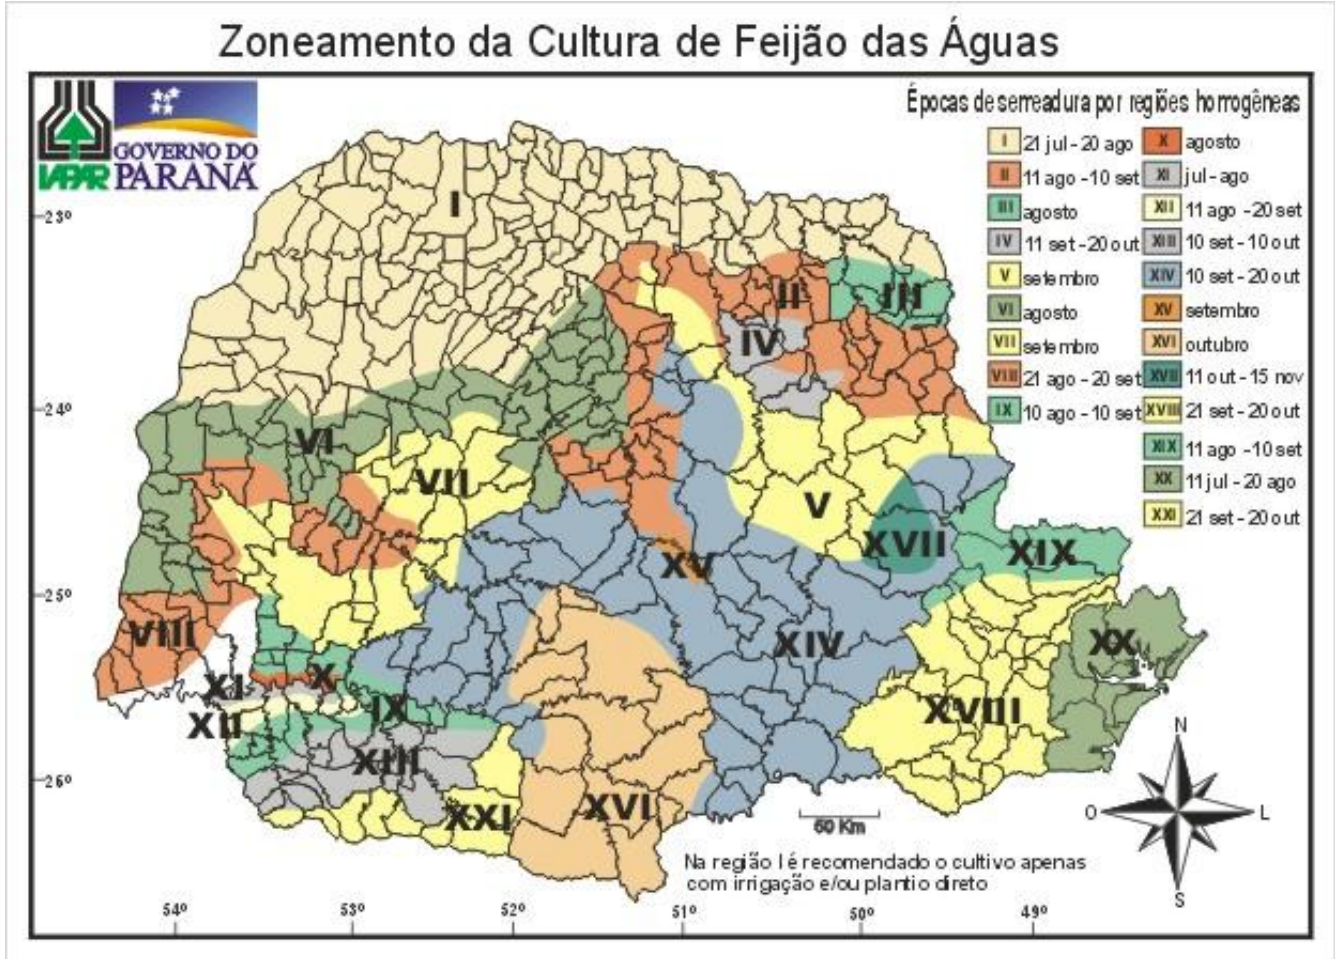 Zoneamento da Cultura de Feijão das Águas
IAPAR
GOVERNO DO
PARANÁ
Épocas de serreadura por regiões horrogêneas
I 21 jul - 20 ago
II 11 ago - 10 set
III agosto
IV 11 set - 20 out
V setembro
VI agosto
VII setembro
VIII 21 ago - 20 set
IX 10 ago - 10 set
X agosto
XI jul - ago
XII 11 ago - 20 set
XIII 10 set - 10 out
XIV 10 set - 20 out
XV setembro
XVI outubro
XVII 11 out - 15 nov
XVIII 21 set - 20 out
XIX 11 ago - 10 set
XX 11 jul - 20 ago
XXI 21 set - 20 out
23º
24º
25º
26º
I
II
III
IV
VI
VII
V
XVII
XIX
XV
VIII
XIV
XX
X
XI
IX
XII
XVIII
XIII
XVI
XXI
N
O
L
S
60 Km
Na região I é recomendado o cultivo apenas
com irrigação e/ou plantio direto
54º
53º
52º
51º
50º
49º